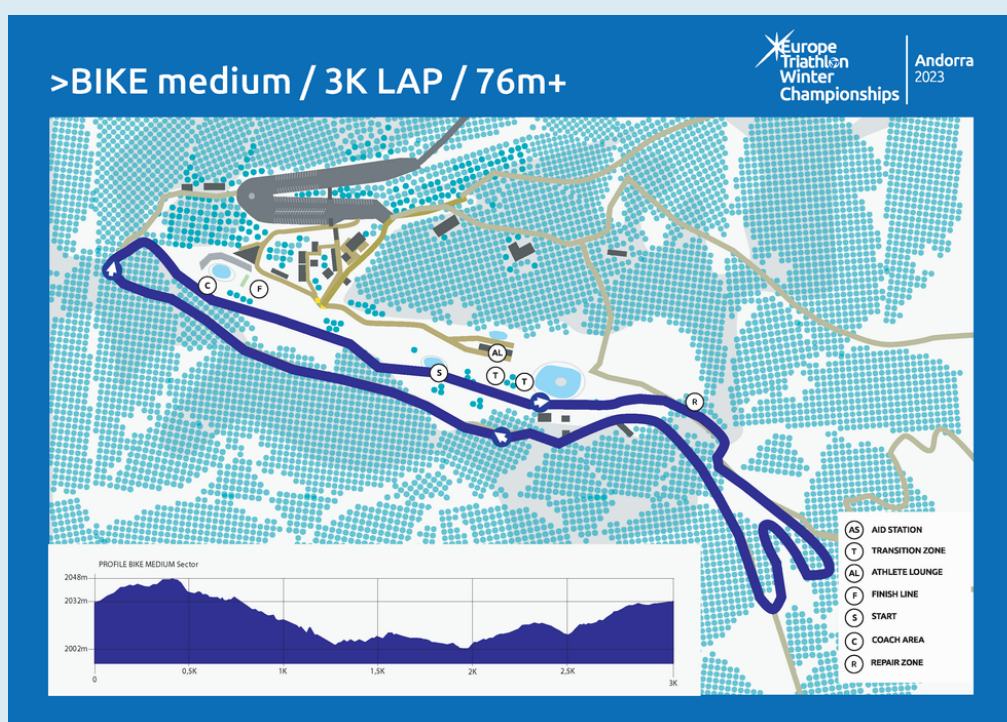 >BIKE medium / 3K LAP / 76m+
Europe
Triathlon
Winter
Championships
Andorra
2023
C
F
AL
S
T
T
R
AS AID STATION
T TRANSITION ZONE
AL ATHLETE LOUNGE
F FINISH LINE
S START
C COACH AREA
R REPAIR ZONE
PROFILE BIKE MEDIUM Sector
2048m
2032m
2002m
0
0,5K
1K
1,5K
2K
2,5K
3K